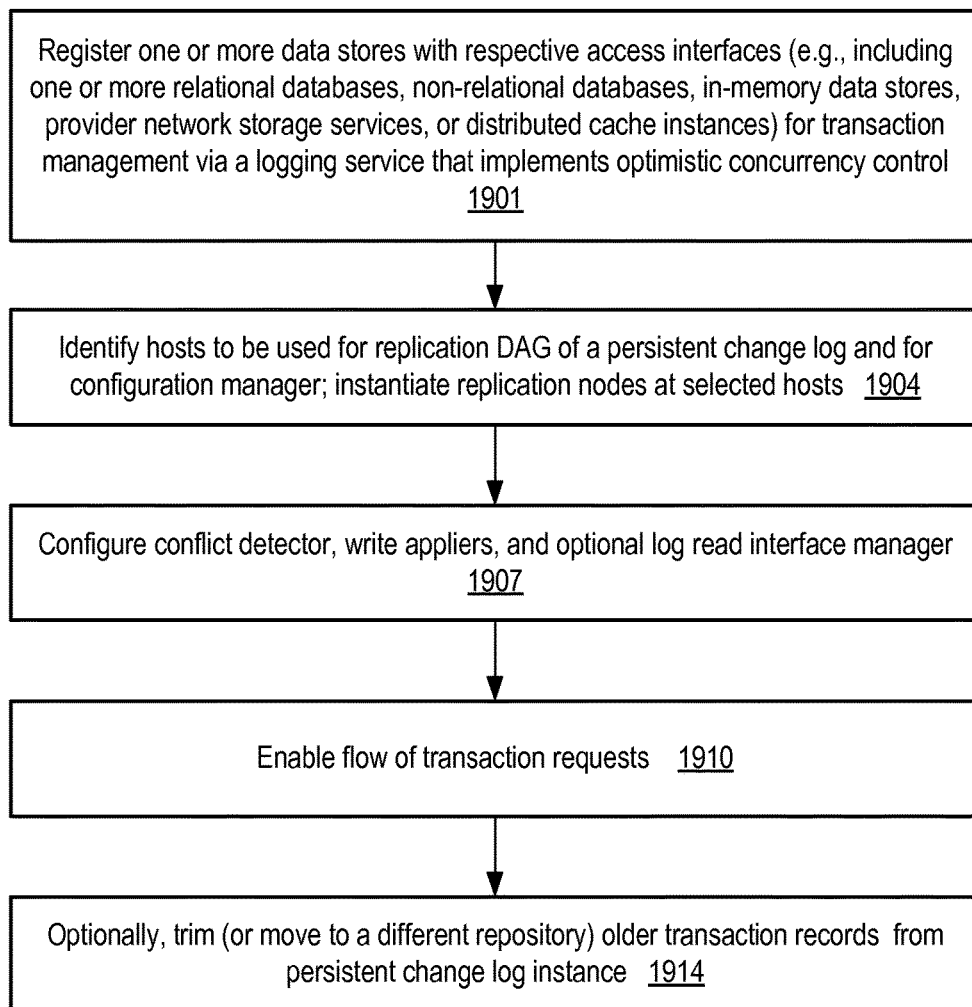 Register one or more data stores with respective access interfaces (e.g., including
one or more relational databases, non-relational databases, in-memory data stores,
provider network storage services, or distributed cache instances) for transaction
management via a logging service that implements optimistic concurrency control
1901
Identify hosts to be used for replication DAG of a persistent change log and for
configuration manager; instantiate replication nodes at selected hosts 1904
Configure conflict detector, write appliers, and optional log read interface manager
1907
Enable flow of transaction requests 1910
Optionally, trim (or move to a different repository) older transaction records from
persistent change log instance 1914